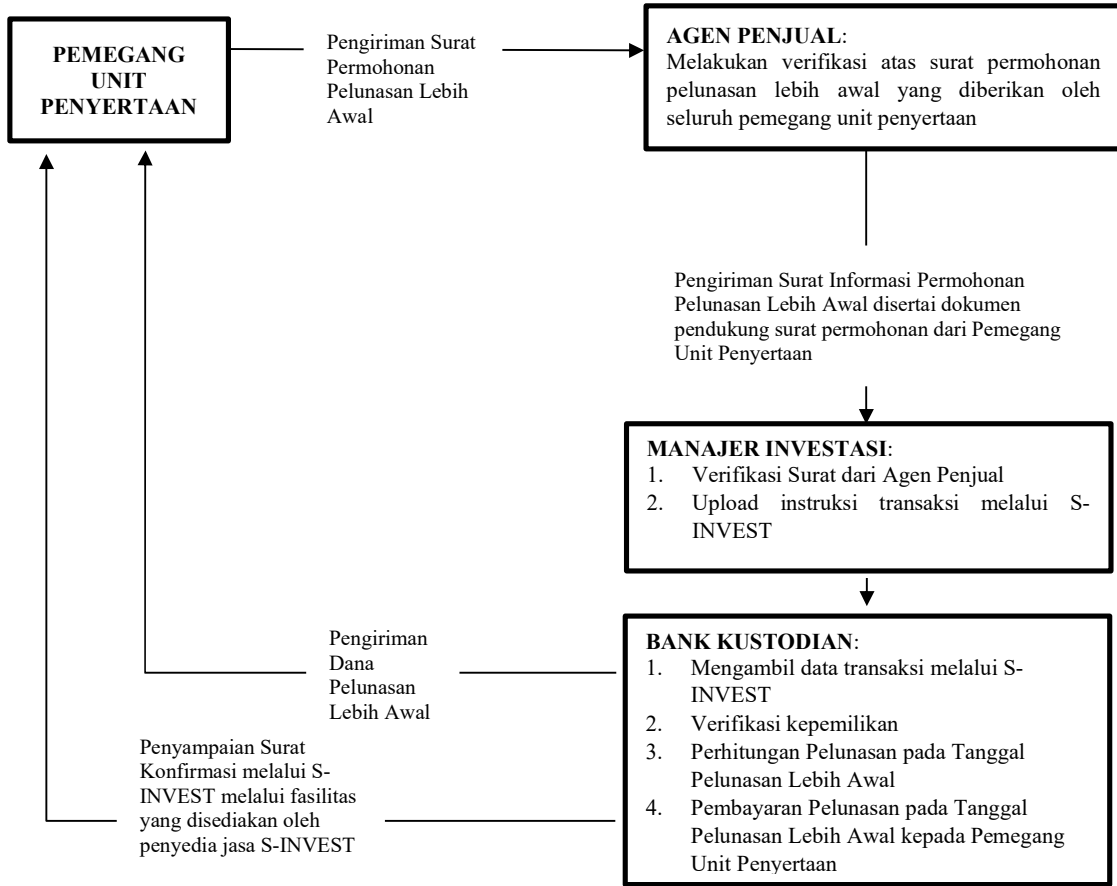 PEMEGANG
UNIT
PENYERTAAN
Pengiriman Surat
Permohonan
Pelunasan Lebih
Awal
AGEN PENJUAL:
Melakukan verifikasi atas surat permohonan
pelunasan lebih awal yang diberikan oleh
seluruh pemegang unit penyertaan
Pengiriman Surat Informasi Permohonan
Pelunasan Lebih Awal disertai dokumen
pendukung surat permohonan dari Pemegang
Unit Penyertaan
MANAJER INVESTASI:
1. Verifikasi Surat dari Agen Penjual
2. Upload instruksi transaksi melalui S-
INVEST
BANK KUSTODIAN:
1. Mengambil data transaksi melalui S-
INVEST
2. Verifikasi kepemilikan
3. Perhitungan Pelunasan pada Tanggal
Pelunasan Lebih Awal
4. Pembayaran Pelunasan pada Tanggal
Pelunasan Lebih Awal kepada Pemegang
Unit Penyertaan
Pengiriman
Dana
Pelunasan
Lebih Awal
Penyampaian Surat
Konfirmasi melalui S-
INVEST melalui fasilitas
yang disediakan oleh
penyedia jasa S-INVEST